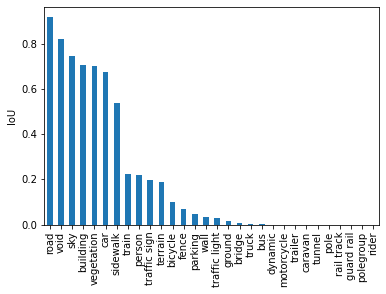 IoU
0.8
0.6
0.4
0.2
0.0
road
void
sky
building
vegetation
car
sidewalk
train
person
traffic sign
terrain
bicycle
fence
parking
wall
traffic light
ground
bridge
truck
bus
dynamic
motorcycle
trailer
caravan
tunnel
pole
rail track
guard rail
polegroup
rider